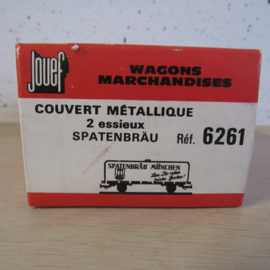 Jouef
WAGONS
MARCHANDISES
COUVERT MÉTALLIQUE
2 essieux
SPATENBRÄU
Réf. 6261
SPATENBRÄU MÜNCHEN